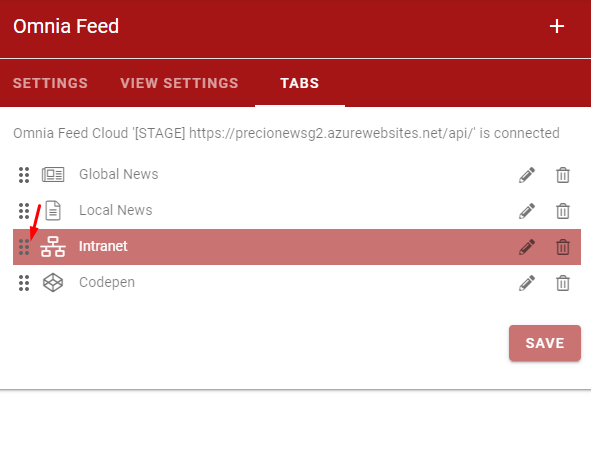 Omnia Feed
SETTINGS VIEW SETTINGS TABS
Omnia Feed Cloud '[STAGE] https://precionewsg2.azurewebsites.net/api/' is connected
Global News
Local News
Intranet
Codepen
SAVE